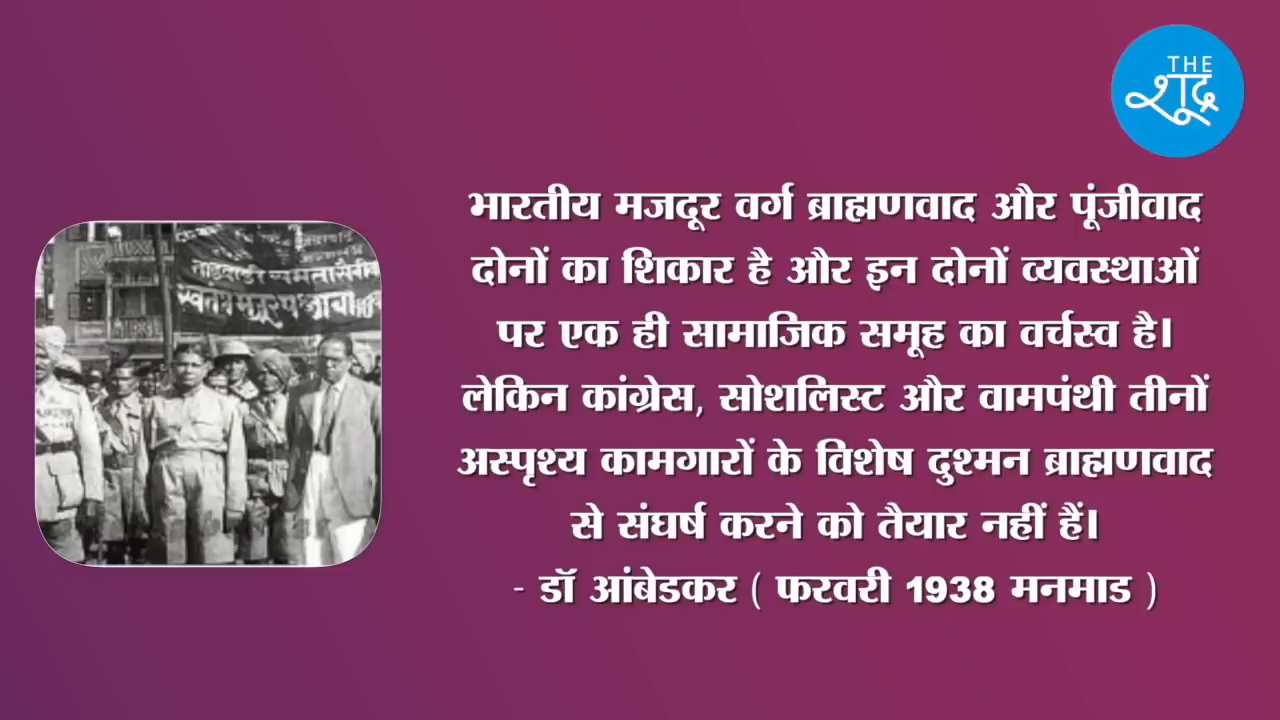 THE
शूद्र
भारतीय मजदूर वर्ग ब्राह्मणवाद और पूंजीवाद
दोनों का शिकार है और इन दोनों व्यवस्थाओं
पर एक ही सामाजिक समूह का वर्चस्व है।
लेकिन कांग्रेस, सोशलिस्ट और वामपंथी तीनों
अस्पृश्य कामगारों के विशेष दुश्मन ब्राह्मणवाद
से संघर्ष करने को तैयार नहीं हैं।
- डॉ आंबेडकर ( फरवरी 1938 मनमाड )